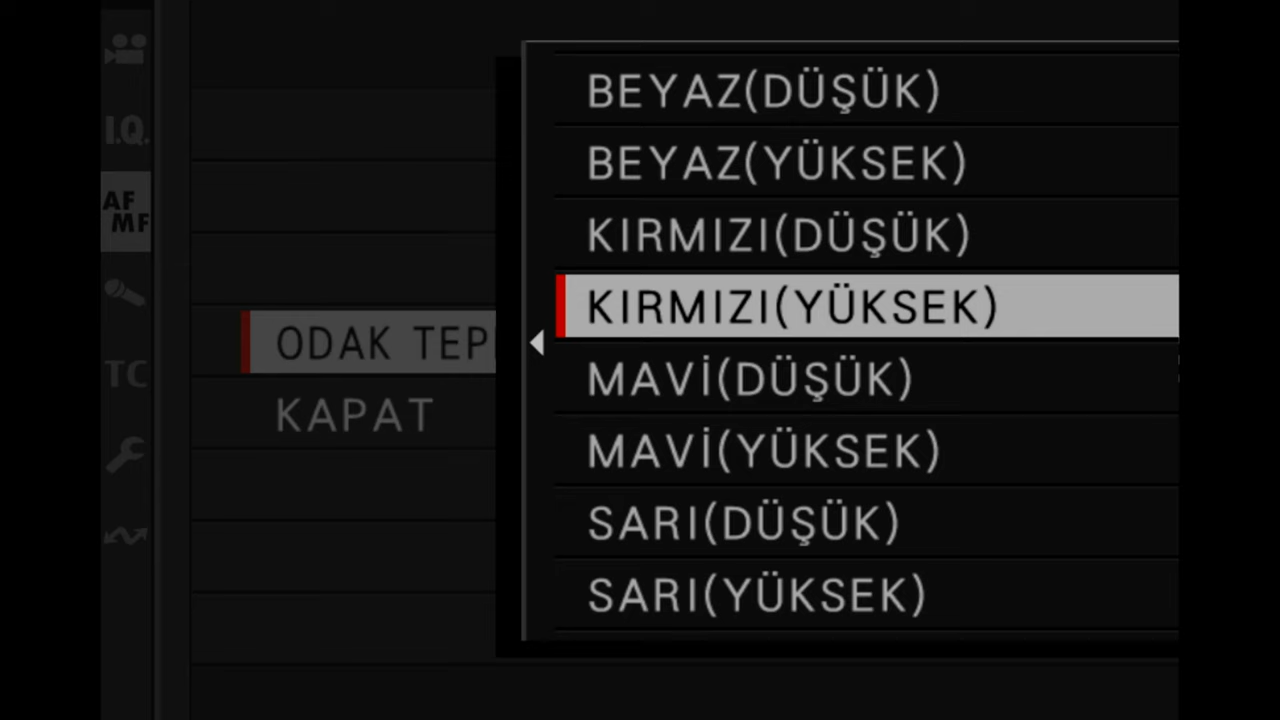 I.Q.
AF
MF
TC
ODAK TEP
KAPAT
BEYAZ(DÜŞÜK)
BEYAZ(YÜKSEK)
KIRMIZI(DÜŞÜK)
KIRMIZI(YÜKSEK)
MAVİ(DÜŞÜK)
MAVİ(YÜKSEK)
SARI(DÜŞÜK)
SARI(YÜKSEK)